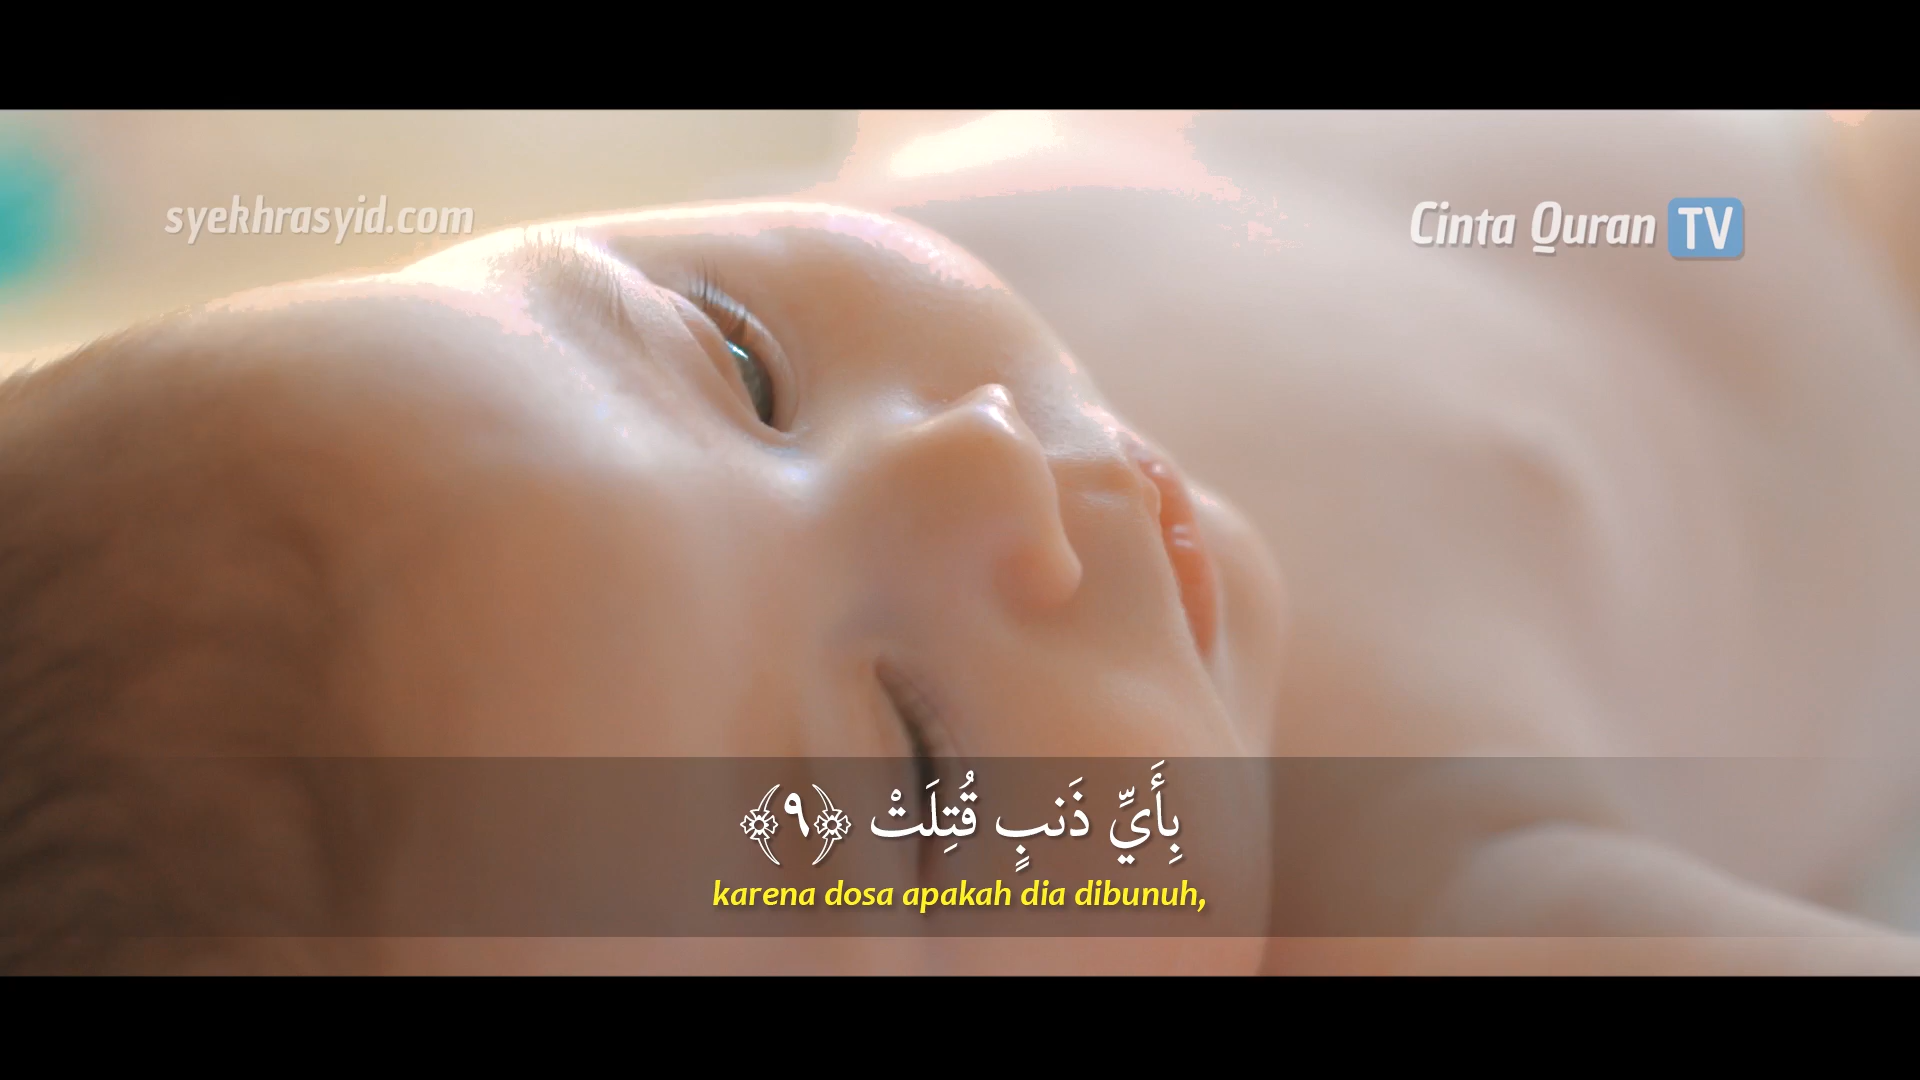 syekhrasyid.com
Cinta Quran TV
بِأَيِّ ذَنبٍ قُتِلَتْ ﴿٩﴾
karena dosa apakah dia dibunuh,